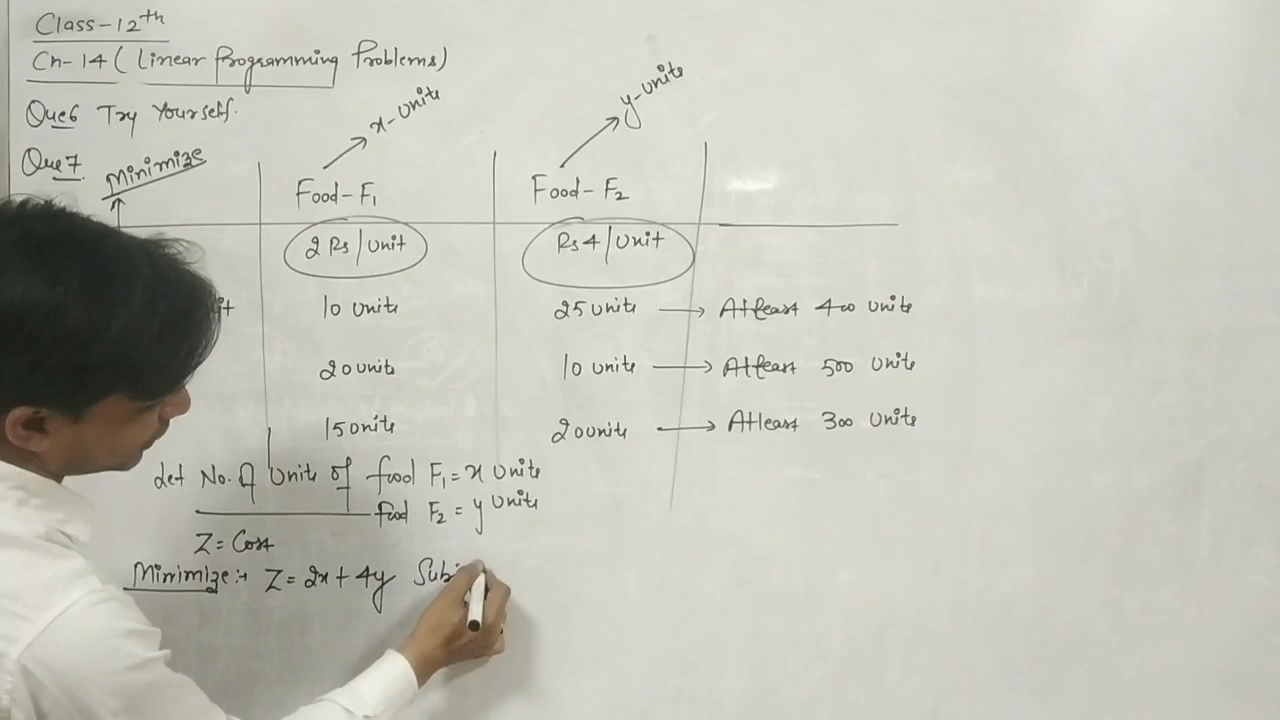 Class-12th
Ch-14 (Linear Programming Problems)
Que6 Try Yourself.
Que7. Minimize
x-Units
y-Units
Food-F1
Food-F2
2 Rs/Unit
Rs 4/Unit
10 Units
25 Units → Atleast 400 Units
20 Units
10 Units → Atleast 500 Units
15 Units
20 Units → Atleast 300 Units
Let No. of Units of food F1 = x Units
food F2 = y Units
Z = Cost
Minimize:- Z = 2x + 4y